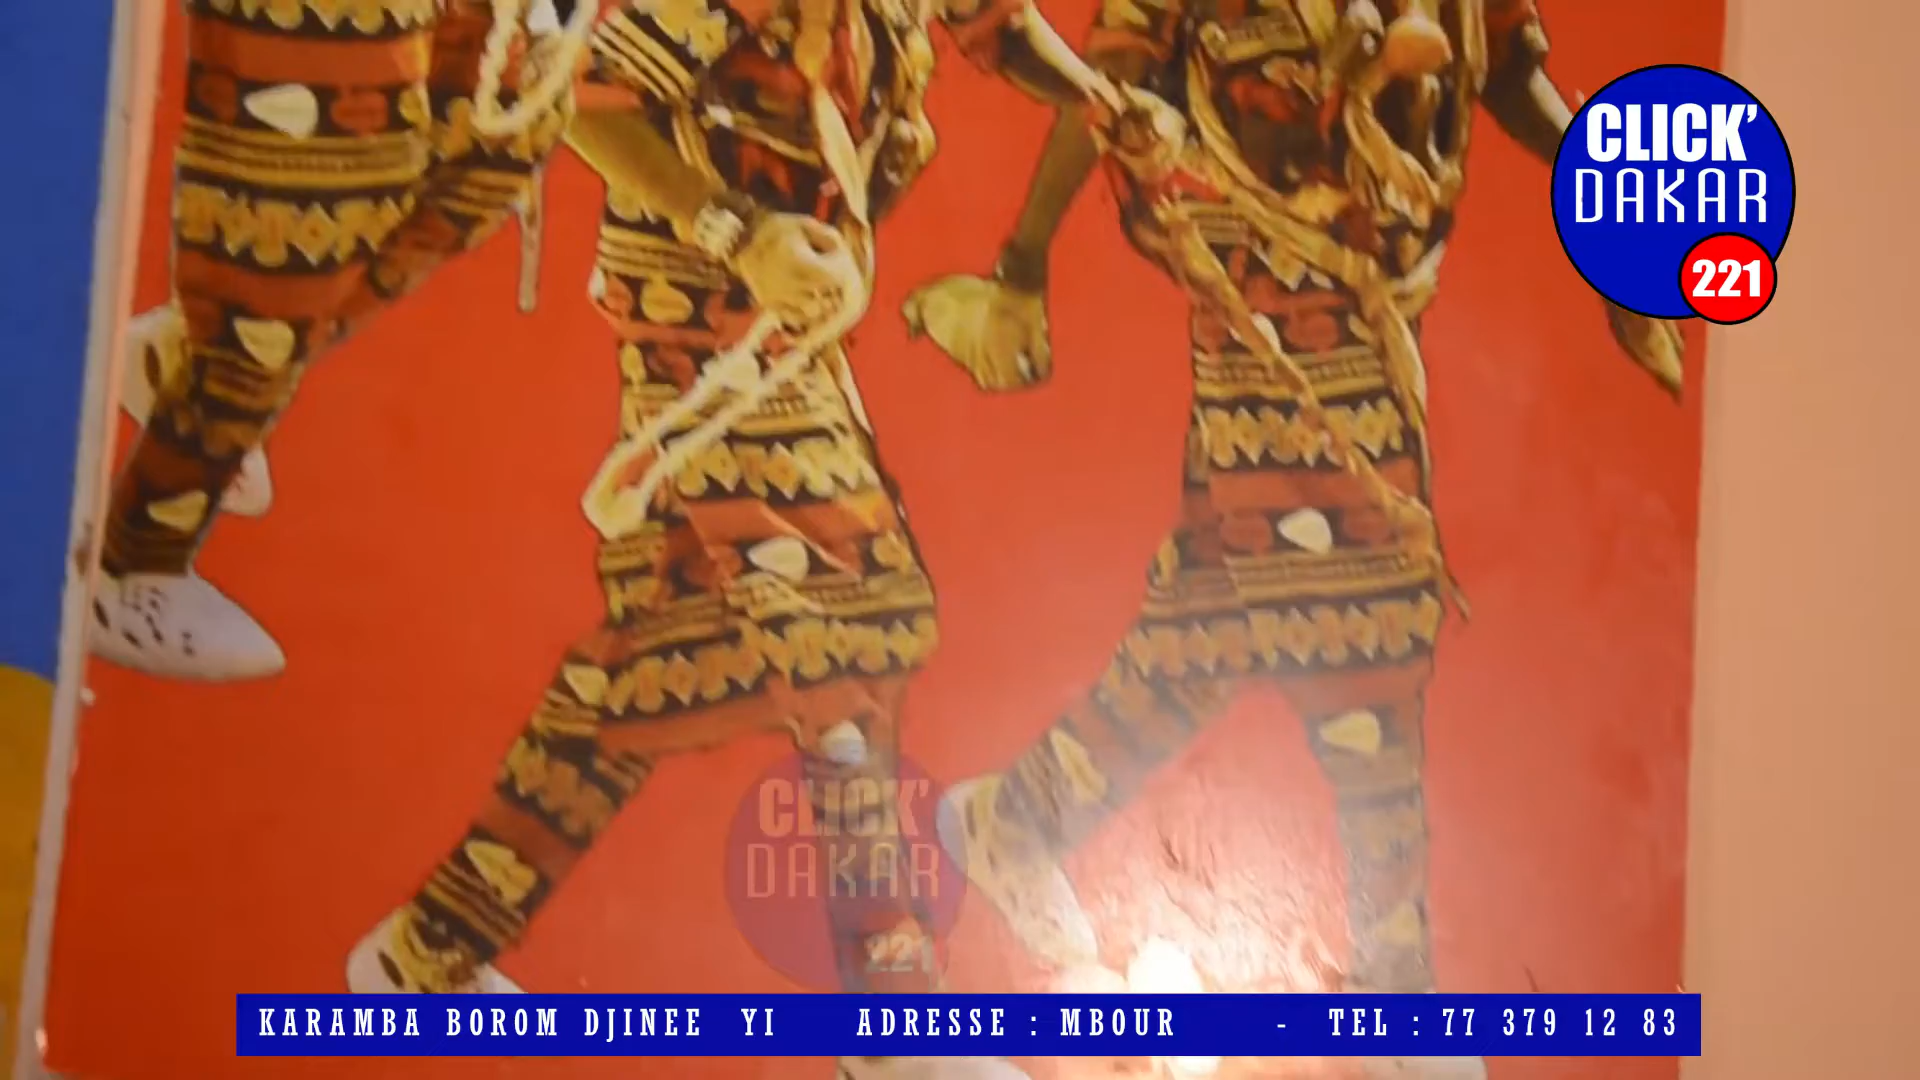 CLICK'
DAKAR
221
CLICK'
DAKAR
221
KARAMBA BOROM DJINEE YI ADRESSE : MBOUR - TEL : 77 379 12 83